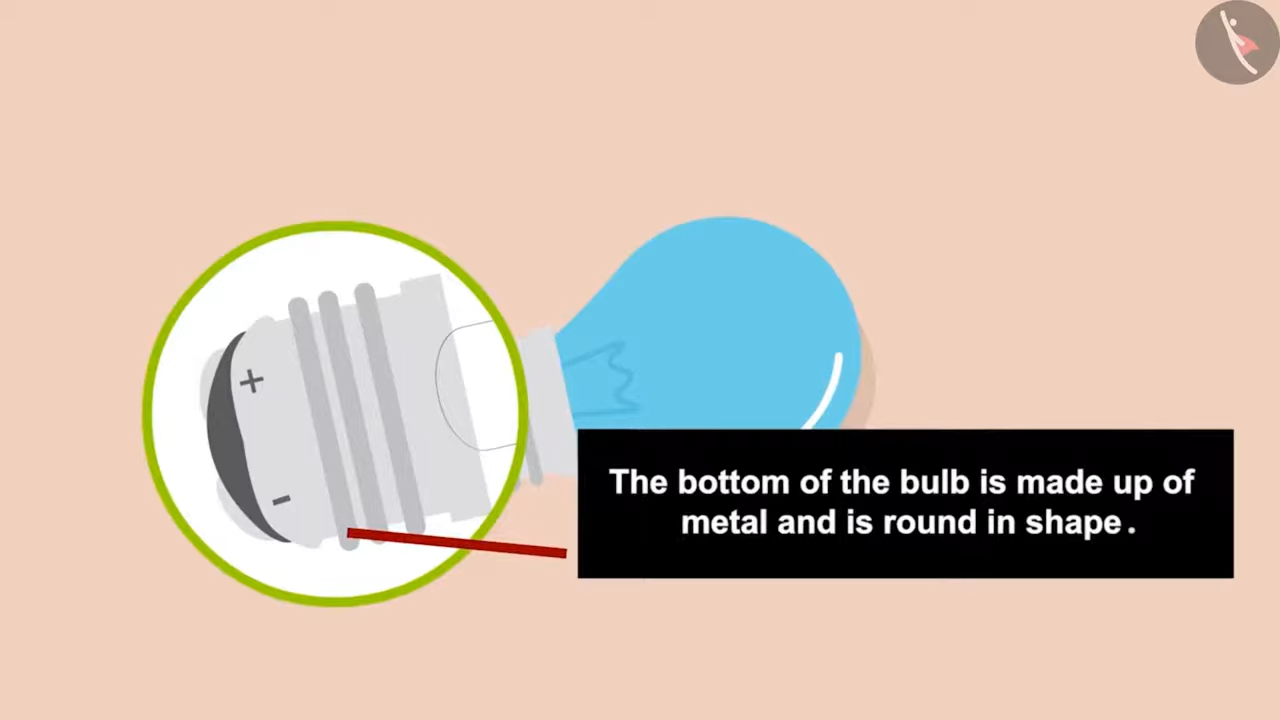 +
-
The bottom of the bulb is made up of
metal and is round in shape.